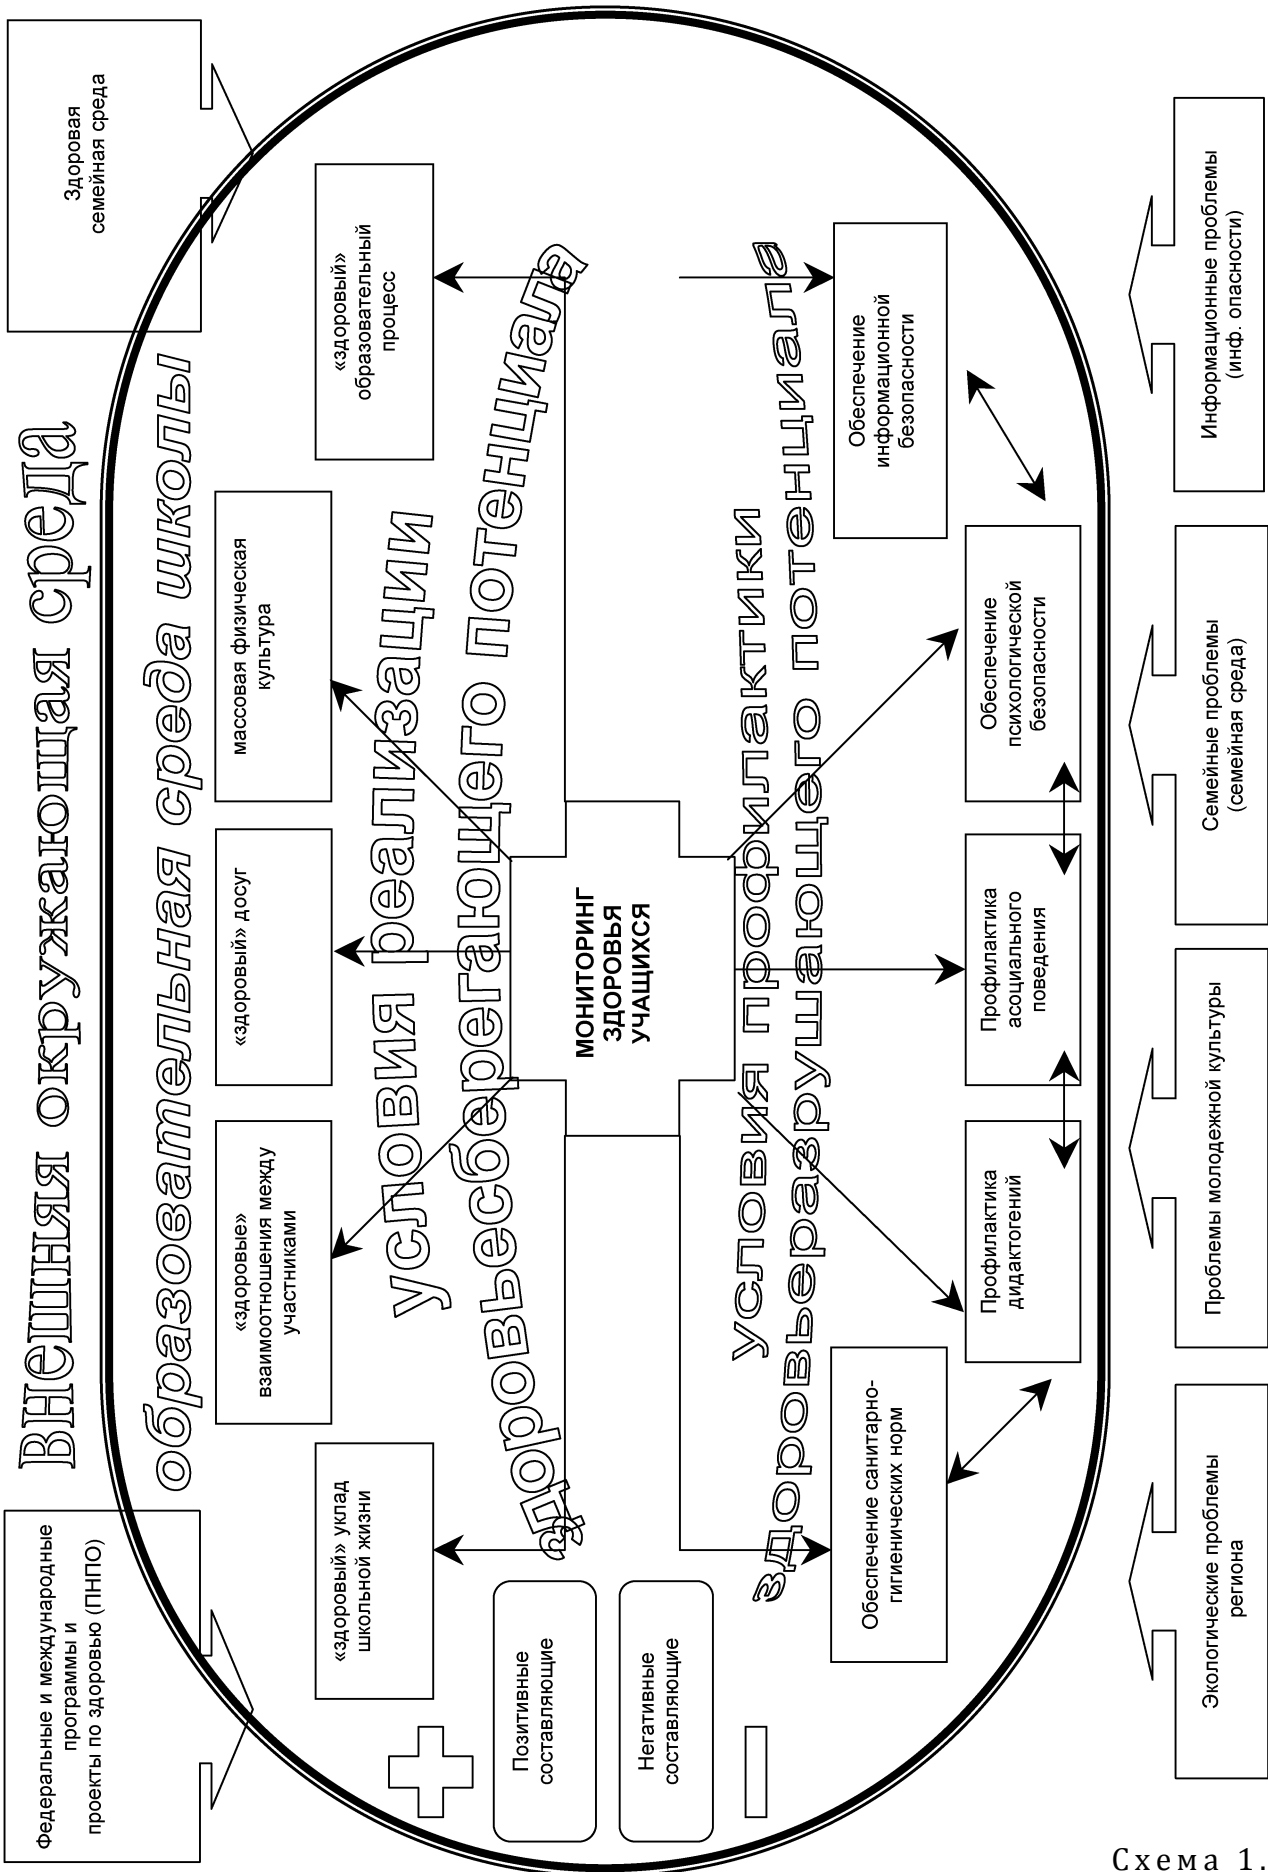 Внешняя окружающая среда
Федеральные и международные
программы и
проекты по здоровью (ПНПО)
Здоровая
семейная среда
образовательная среда школы
«здоровый» уклад
школьной жизни
«здоровые»
взаимоотношения между
участниками
«здоровый» досуг
массовая физическая
культура
«здоровый»
образовательный
процесс
условия реализации
здоровьесберегающего потенциала
Позитивные
составляющие
Негативные
составляющие
МОНИТОРИНГ
ЗДОРОВЬЯ
УЧАЩИХСЯ
условия профилактики
здоровьеразрушающего потенциала
Обеспечение санитарно-
гигиенических норм
Профилактика
дидактогений
Профилактика
асоциального
поведения
Обеспечение
психологической
безопасности
Обеспечение
информационной
безопасности
Экологические проблемы
региона
Проблемы молодежной культуры
Семейные проблемы
(семейная среда)
Информационные проблемы
(инф. опасности)
Схема 1.